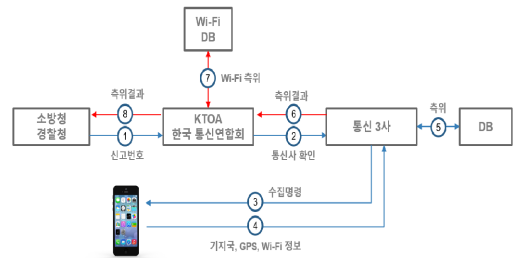 Wi-Fi
DB
7
Wi-Fi 측위
측위결과
측위결과
측위
8
6
소방청
경찰청
KTOA
한국 통신연합회
통신 3사
5
DB
1
2
신고번호
통신사 확인
수집명령
3
4
기지국, GPS, Wi-Fi 정보